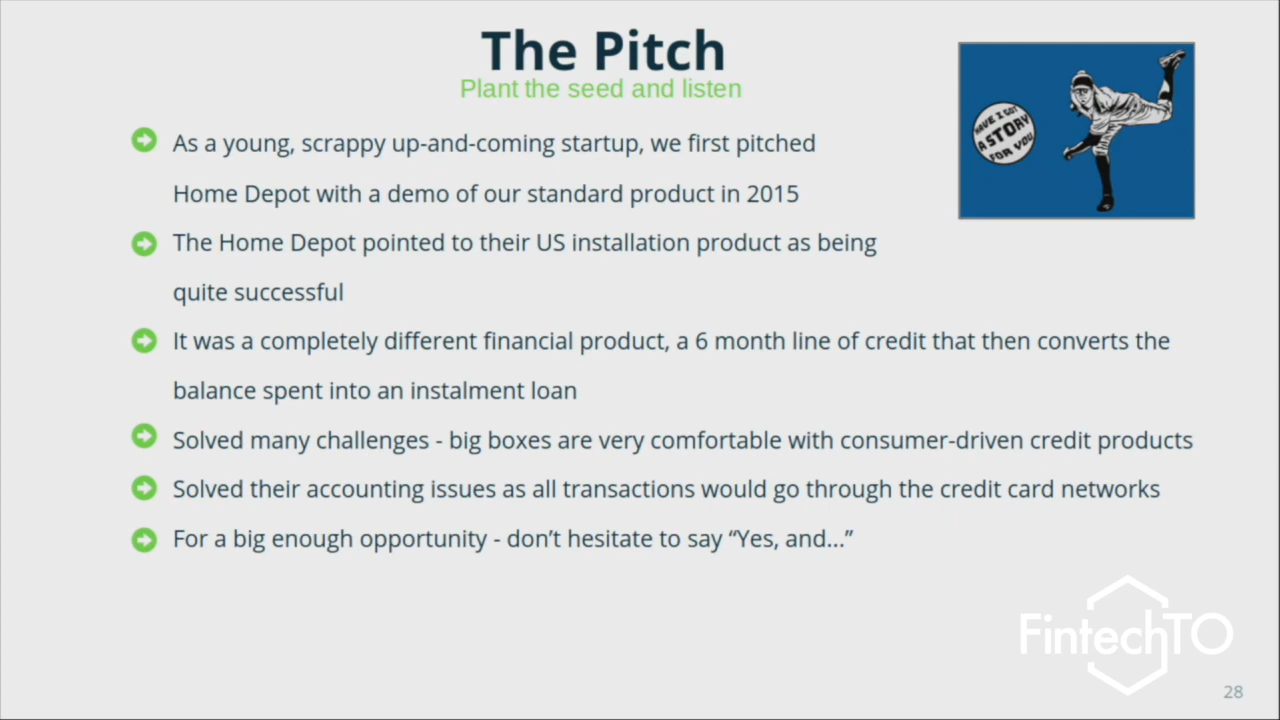 The Pitch
Plant the seed and listen
HAVE I GOT
A STORY
FOR YOU
As a young, scrappy up-and-coming startup, we first pitched
Home Depot with a demo of our standard product in 2015
The Home Depot pointed to their US installation product as being
quite successful
It was a completely different financial product, a 6 month line of credit that then converts the
balance spent into an instalment loan
Solved many challenges - big boxes are very comfortable with consumer-driven credit products
Solved their accounting issues as all transactions would go through the credit card networks
For a big enough opportunity - don’t hesitate to say “Yes, and...”
FintechTO
28